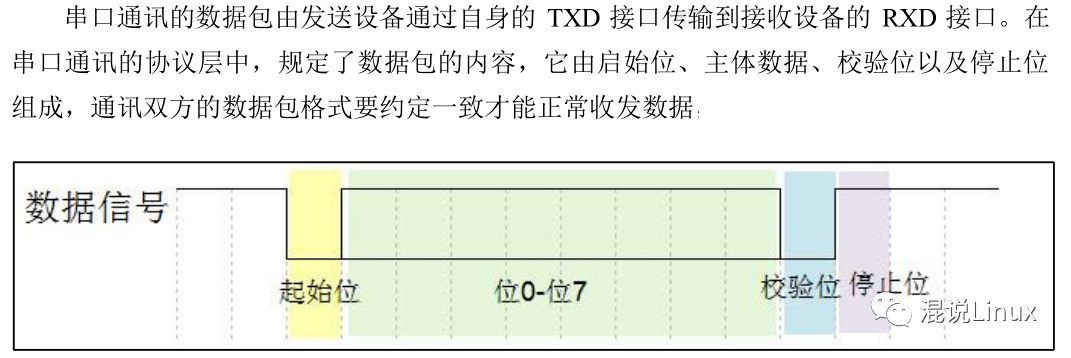 串口通讯的数据包由发送设备通过自身的 TXD 接口传输到接收设备的 RXD 接口。在
串口通讯的协议层中，规定了数据包的内容，它由启始位、主体数据、校验位以及停止位
组成，通讯双方的数据包格式要约定一致才能正常收发数据
数据信号
起始位
位0-位7
校验位
停止位
混说Linux